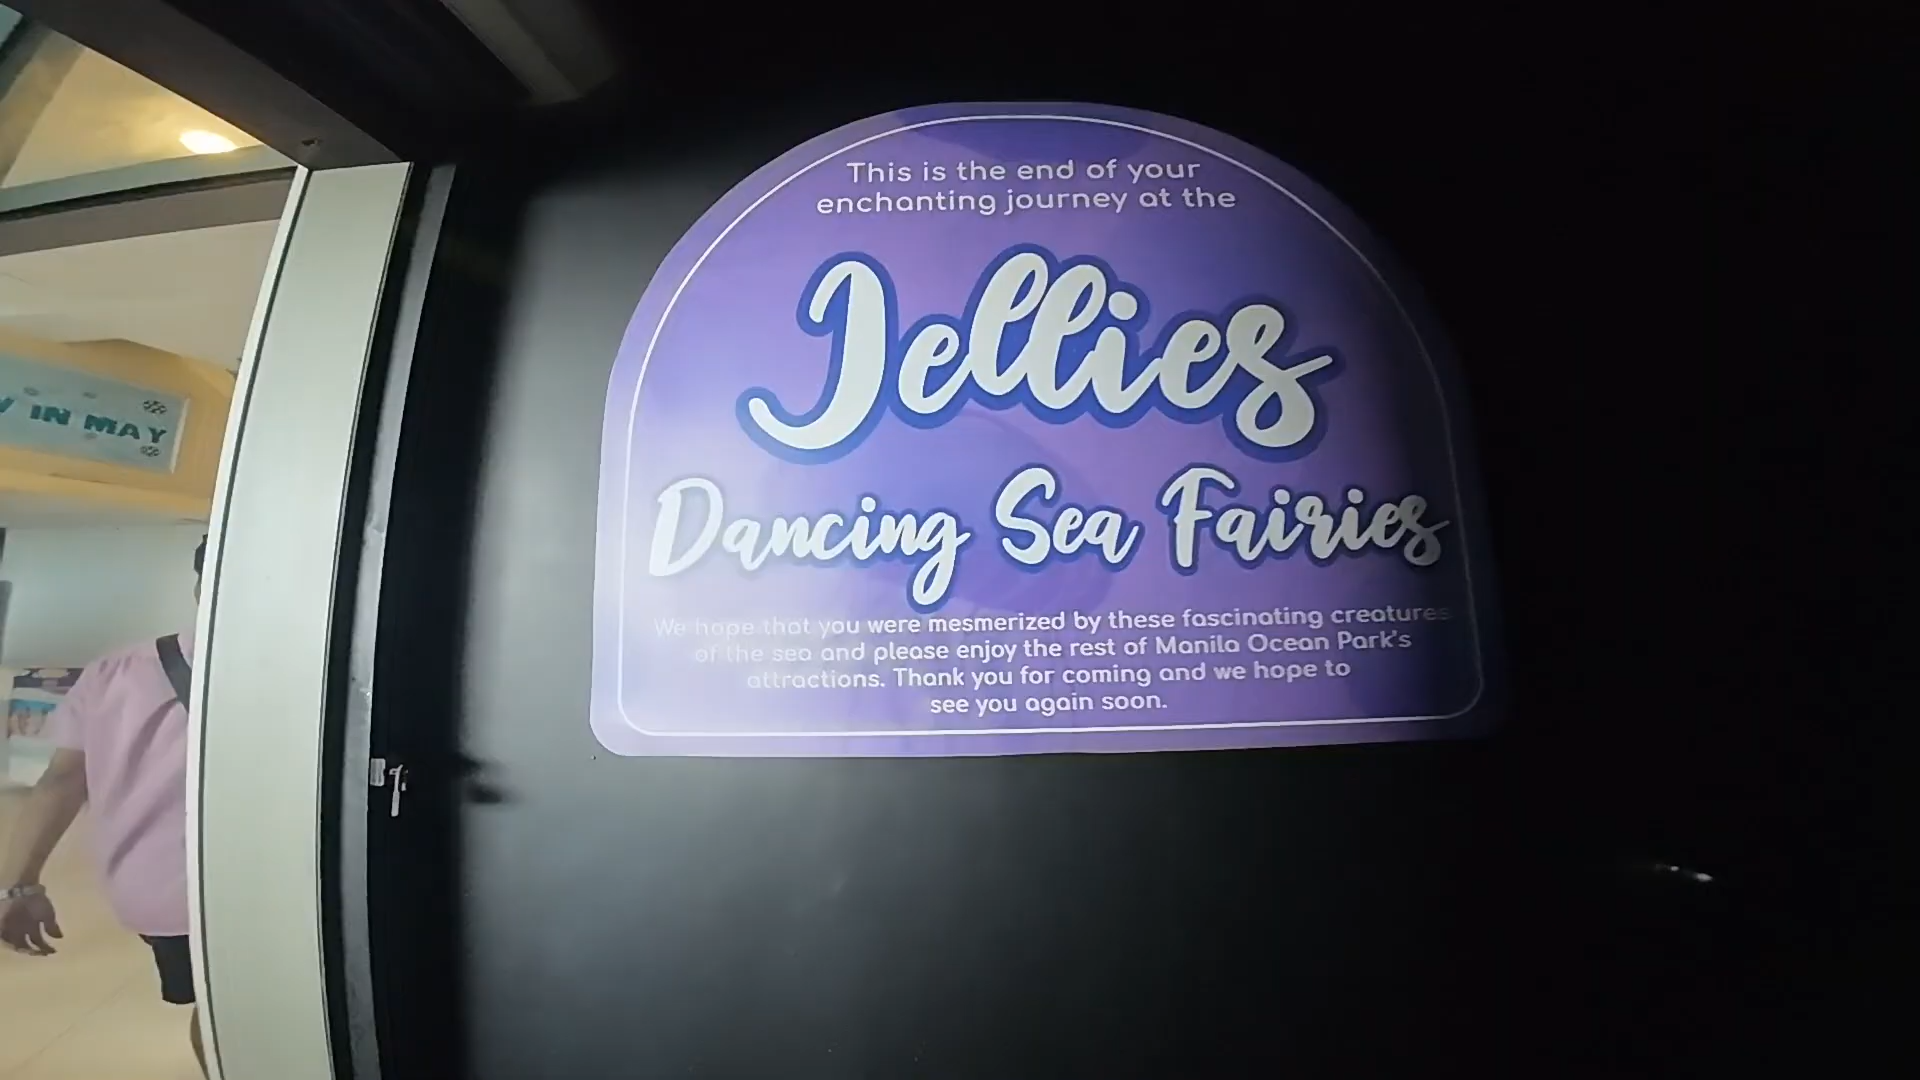 This is the end of your
enchanting journey at the
Jellies
Dancing Sea Fairies
We hope that you were mesmerized by these fascinating creatures
of the sea and please enjoy the rest of Manila Ocean Park's
attractions. Thank you for coming and we hope to
see you again soon.
IN MAY